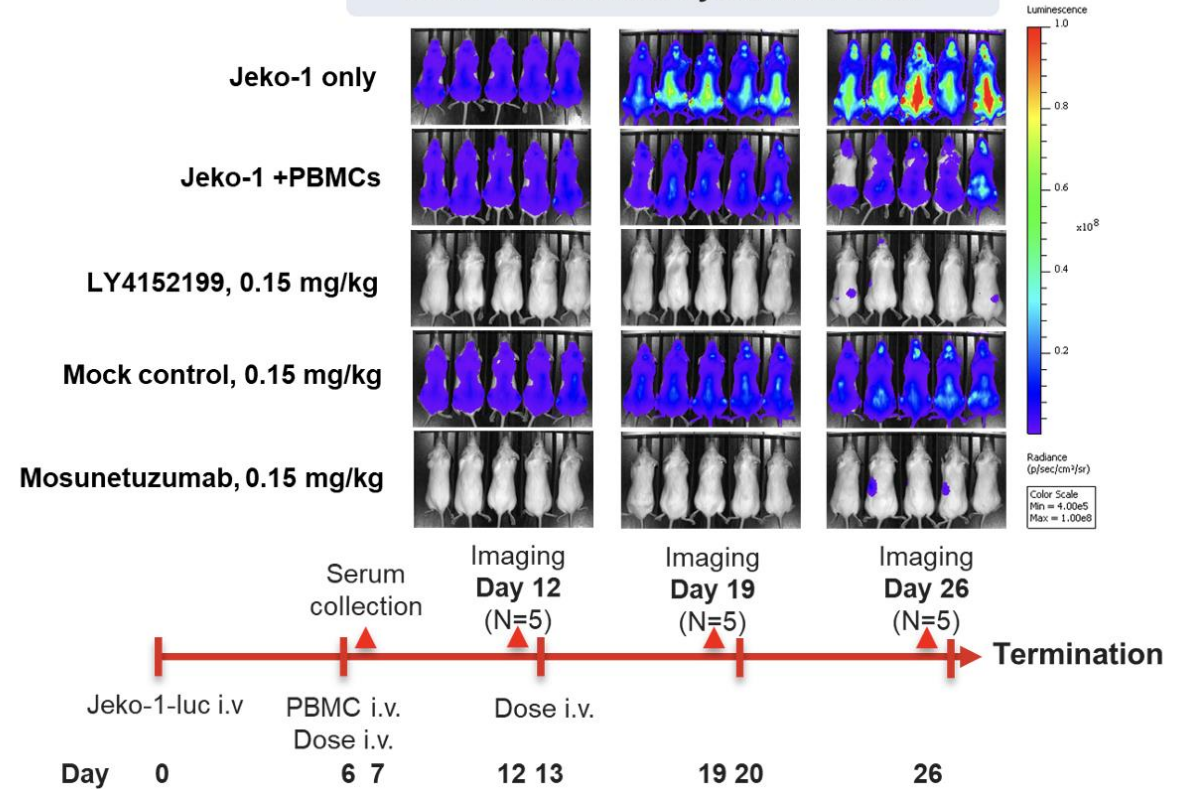 Luminescence
1.0
0.8
0.6
x10⁸
0.4
0.2
Radiance
(p/sec/cm²/sr)
Color Scale
Min = 4.00e5
Max = 1.00e8
Jeko-1 only
Jeko-1 +PBMCs
LY4152199, 0.15 mg/kg
Mock control, 0.15 mg/kg
Mosunetuzumab, 0.15 mg/kg
Serum
collection
Imaging
Day 12
(N=5)
Imaging
Day 19
(N=5)
Imaging
Day 26
(N=5)
Termination
Jeko-1-luc i.v
PBMC i.v.
Dose i.v.
Dose i.v.
Day 0 6 7 12 13 19 20 26